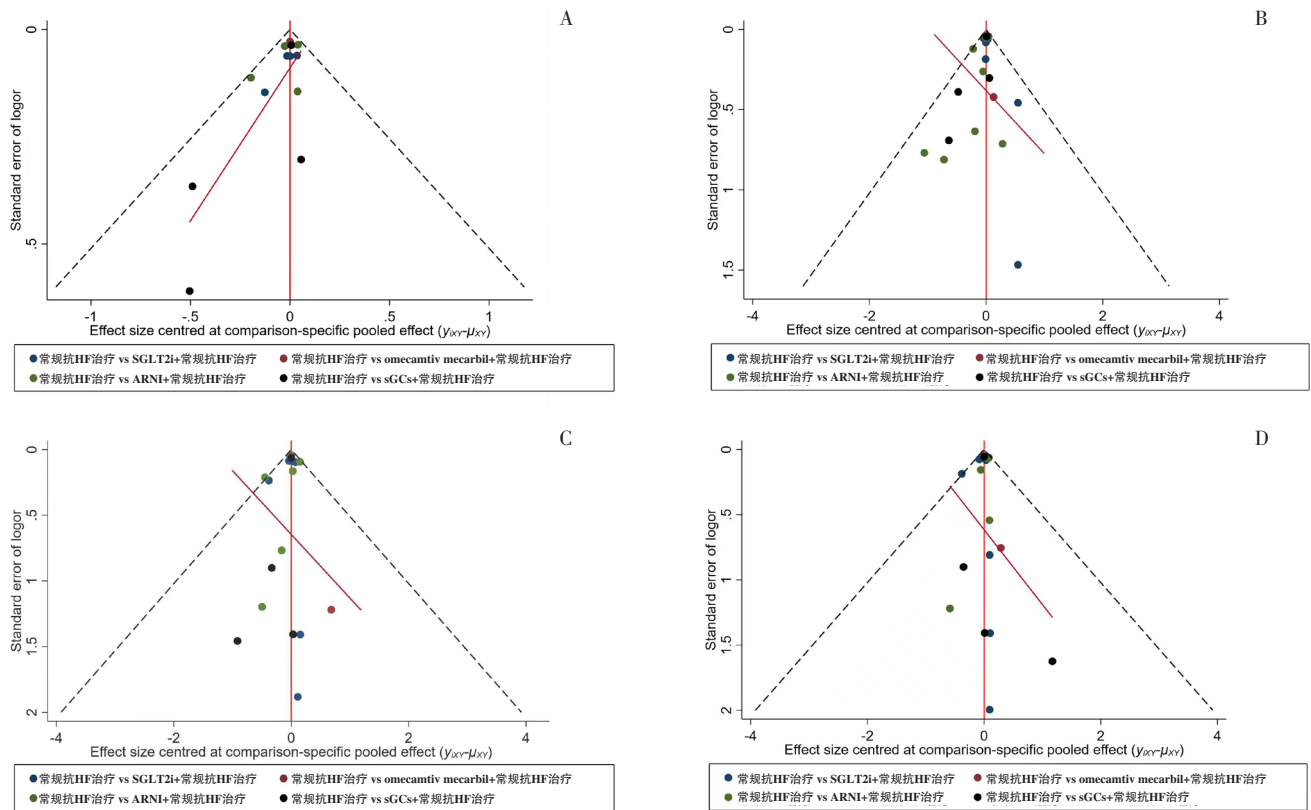 A
0
.5
Standard error of logor
-1
-.5
0
.5
1
Effect size centred at comparison-specific pooled effect (yiXY-μXY)
常规抗HF治疗 vs SGLT2i+常规抗HF治疗
常规抗HF治疗 vs omecamtiv mecarbil+常规抗HF治疗
常规抗HF治疗 vs ARNI+常规抗HF治疗
常规抗HF治疗 vs sGCs+常规抗HF治疗
B
0
.5
1
1.5
Standard error of logor
-4
-2
0
2
4
Effect size centred at comparison-specific pooled effect (yiXY-μXY)
常规抗HF治疗 vs SGLT2i+常规抗HF治疗
常规抗HF治疗 vs omecamtiv mecarbil+常规抗HF治疗
常规抗HF治疗 vs ARNI+常规抗HF治疗
常规抗HF治疗 vs sGCs+常规抗HF治疗
C
0
.5
1
1.5
2
Standard error of logor
-4
-2
0
2
4
Effect size centred at comparison-specific pooled effect (yiXY-μXY)
常规抗HF治疗 vs SGLT2i+常规抗HF治疗
常规抗HF治疗 vs omecamtiv mecarbil+常规抗HF治疗
常规抗HF治疗 vs ARNI+常规抗HF治疗
常规抗HF治疗 vs sGCs+常规抗HF治疗
D
0
.5
1
1.5
2
Standard error of logor
-4
-2
0
2
4
Effect size centred at comparison-specific pooled effect (yiXY-μXY)
常规抗HF治疗 vs SGLT2i+常规抗HF治疗
常规抗HF治疗 vs omecamtiv mecarbil+常规抗HF治疗
常规抗HF治疗 vs ARNI+常规抗HF治疗
常规抗HF治疗 vs sGCs+常规抗HF治疗